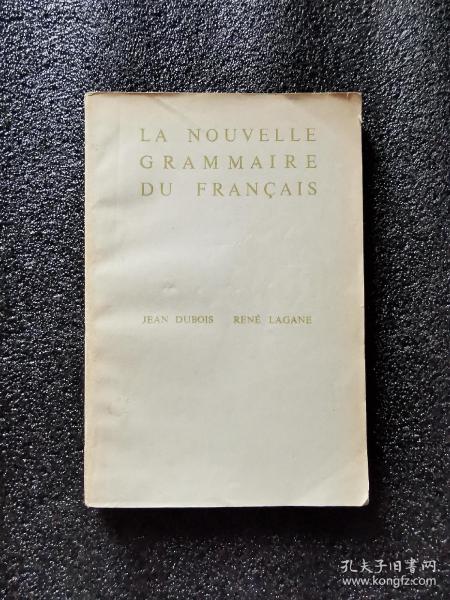 LA NOUVELLE
GRAMMAIRE
DU FRANÇAIS
JEAN DUBOIS RENÉ LAGANE
孔夫子旧书网
www.kongfz.com